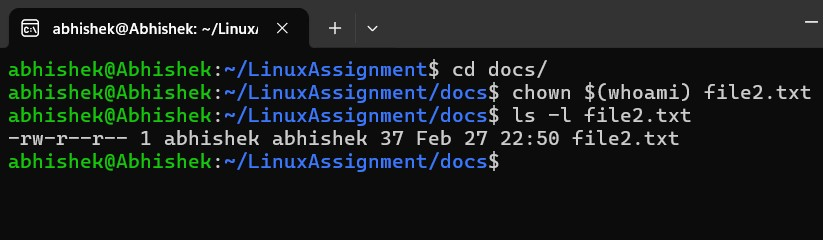 abhishek@Abhishek: ~/Linux/
abhishek@Abhishek:~/LinuxAssignment$ cd docs/
abhishek@Abhishek:~/LinuxAssignment/docs$ chown $(whoami) file2.txt
abhishek@Abhishek:~/LinuxAssignment/docs$ ls -l file2.txt
-rw-r--r-- 1 abhishek abhishek 37 Feb 27 22:50 file2.txt
abhishek@Abhishek:~/LinuxAssignment/docs$